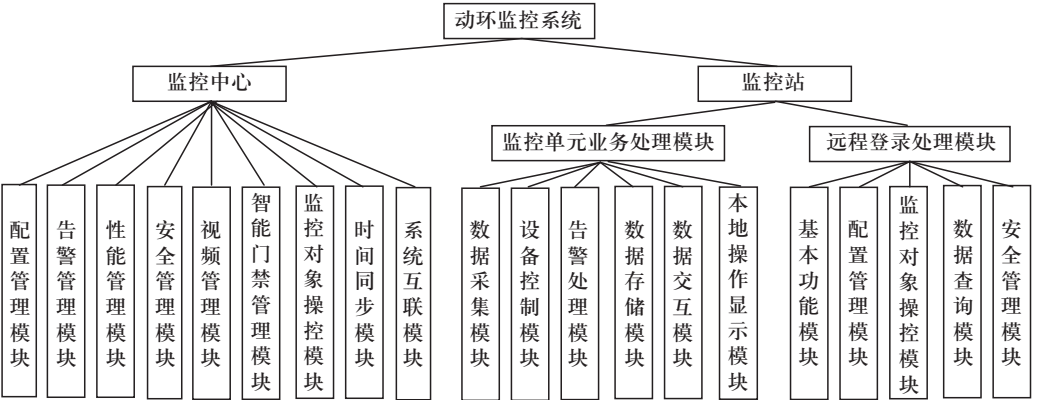 动环监控系统
监控中心
监控站
监控单元业务处理模块
远程登录处理模块
配置管理模块
告警管理模块
性能管理模块
安全管理模块
视频管理模块
智能门禁管理模块
监控对象操控模块
时间同步模块
系统互联模块
数据采集模块
设备控制模块
告警处理模块
数据存储模块
数据交互模块
本地操作显示模块
基本功能模块
配置管理模块
监控对象操控模块
数据查询模块
安全管理模块